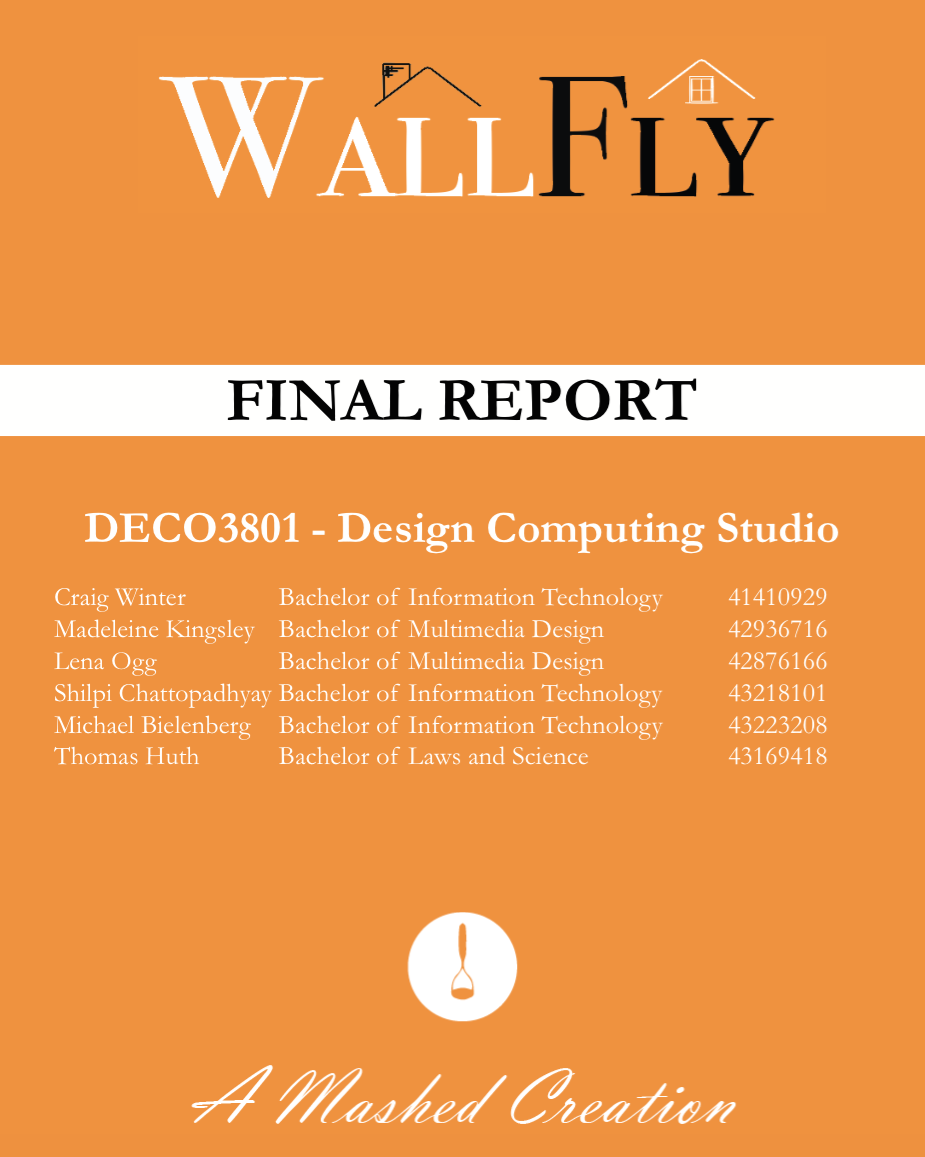 WALLFLY
FINAL REPORT
DECO3801 - Design Computing Studio
Craig Winter Bachelor of Information Technology 41410929
Madeleine Kingsley Bachelor of Multimedia Design 42936716
Lena Ogg Bachelor of Multimedia Design 42876166
Shilpi Chattopadhyay Bachelor of Information Technology 43218101
Michael Bielenberg Bachelor of Information Technology 43223208
Thomas Huth Bachelor of Laws and Science 43169418
A Mashed Creation